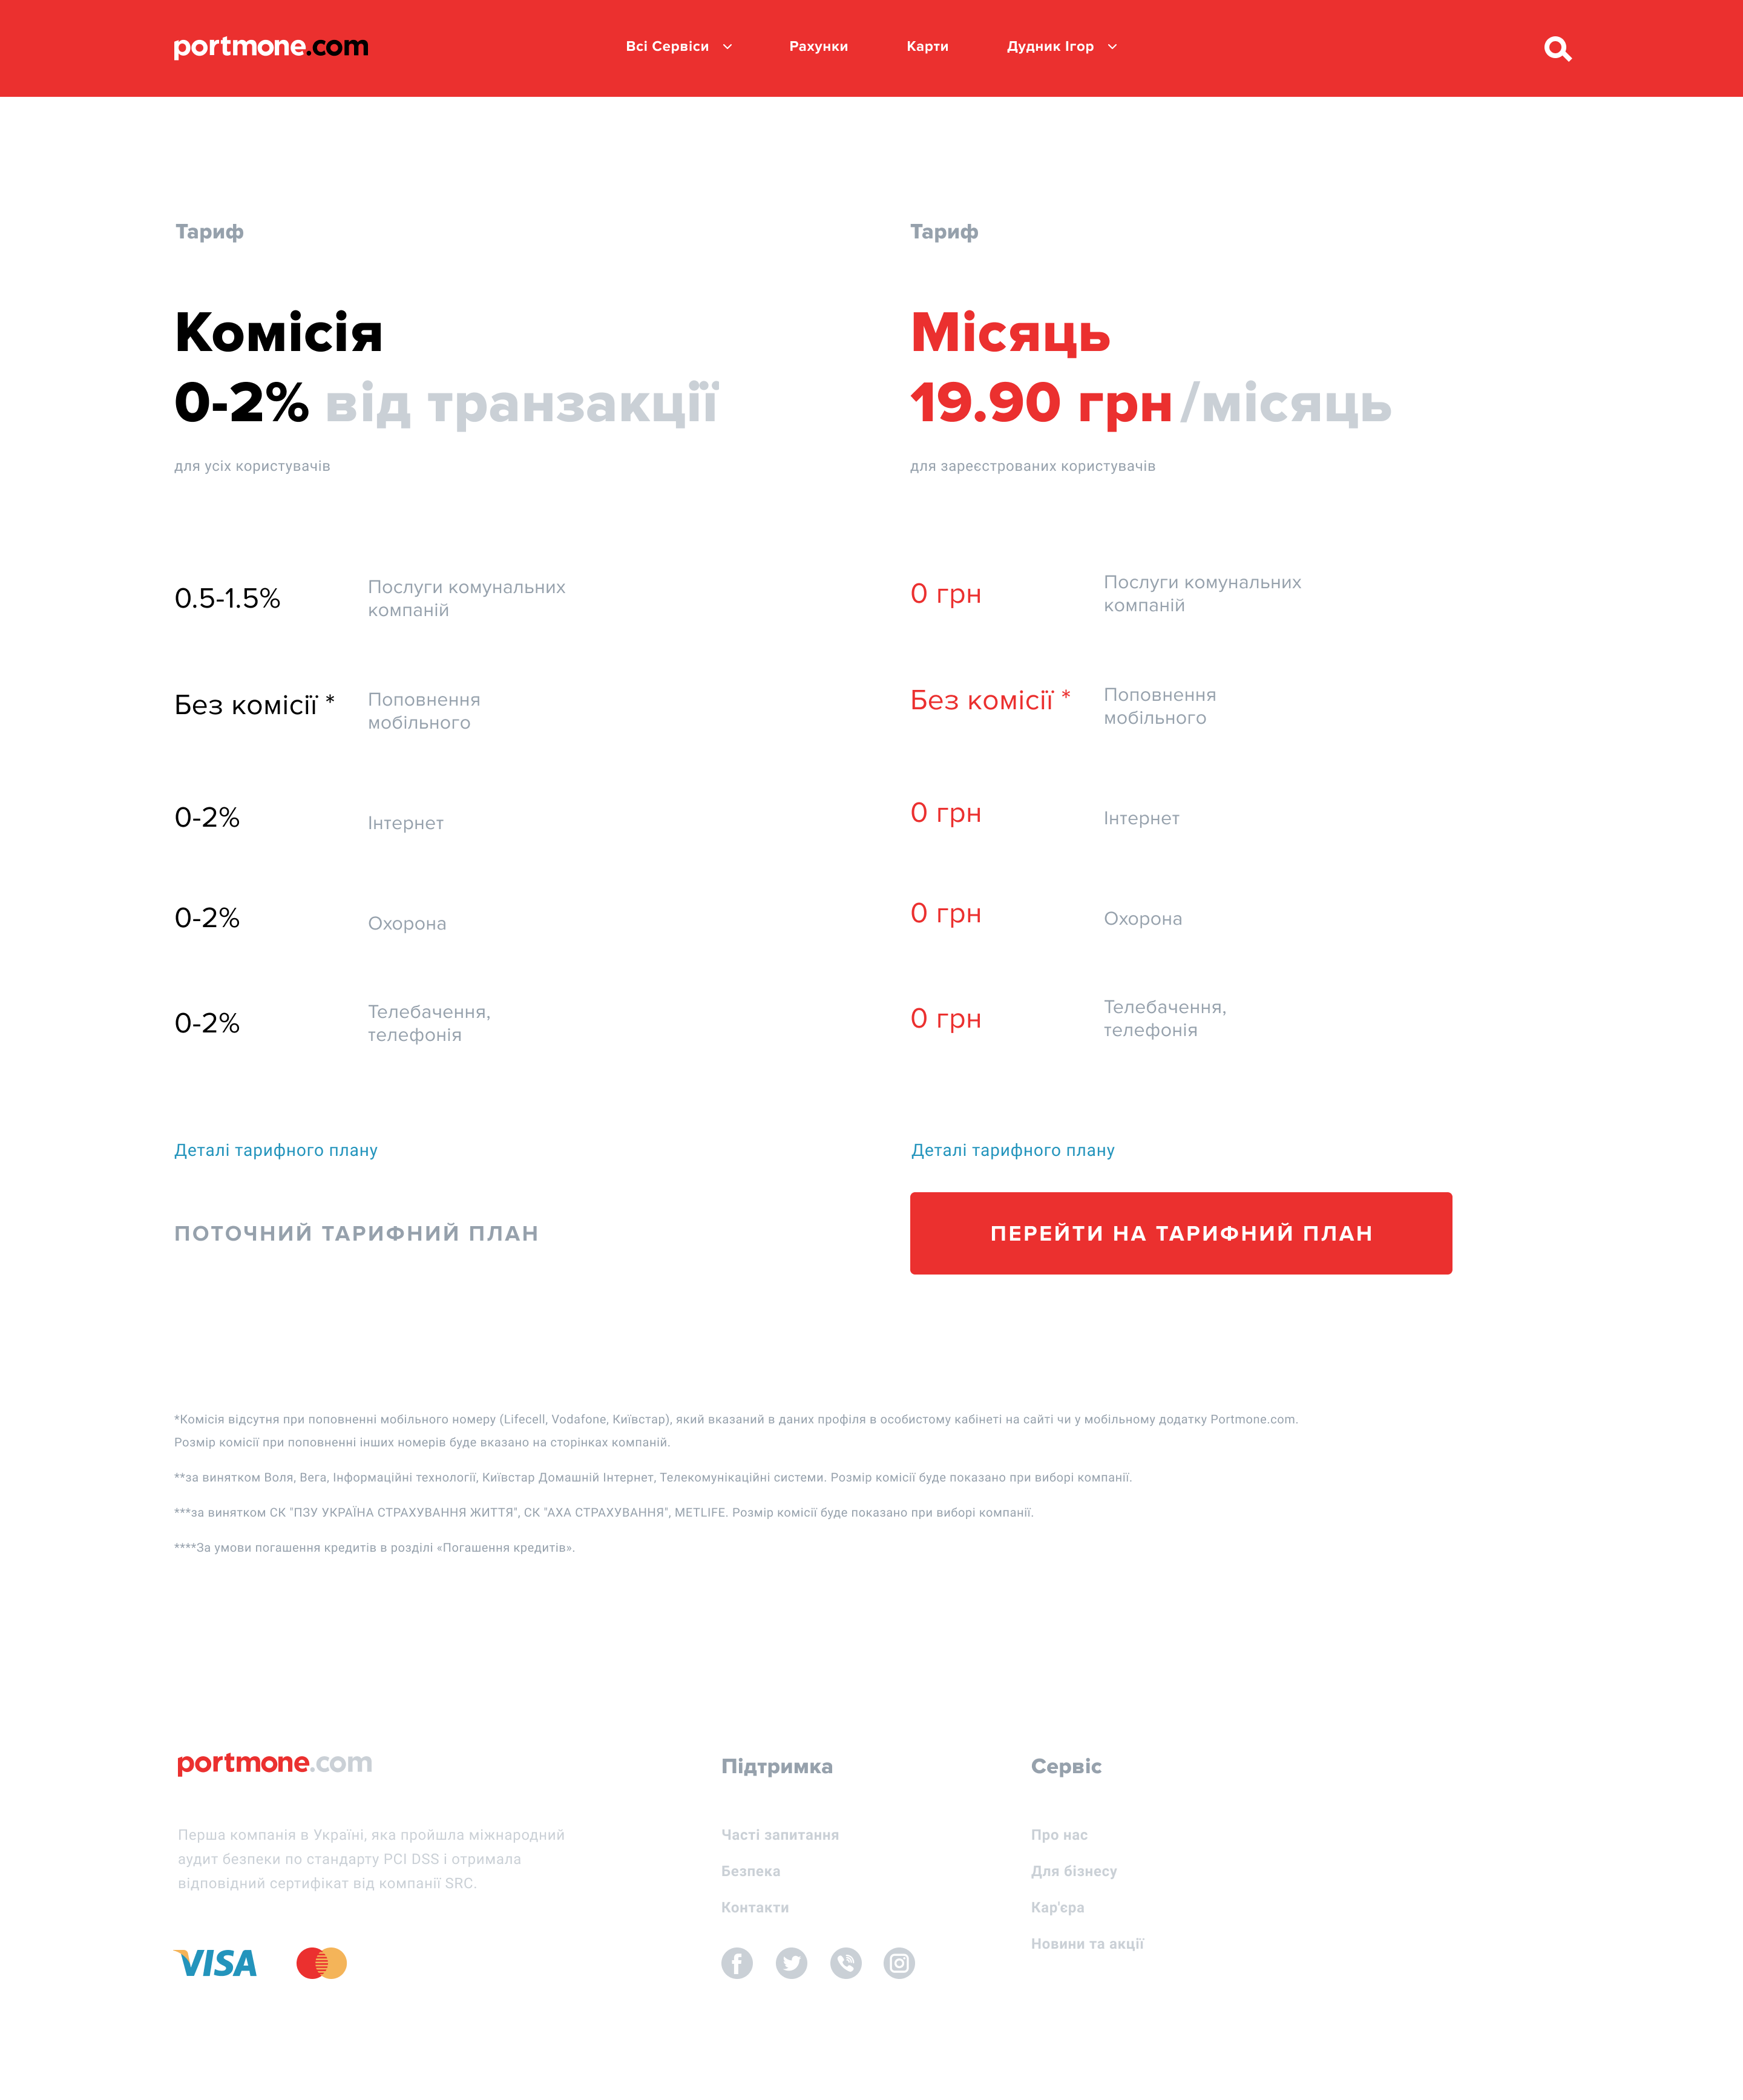 portmone.com
Всі Сервіси
Рахунки
Карти
Дудник Ігор
Тариф
Комісія
0-2% від транзакції
для усіх користувачів
0.5-1.5%
Послуги комунальних
компаній
Без комісії *
Поповнення
мобільного
0-2%
Інтернет
0-2%
Охорона
0-2%
Телебачення,
телефонія
Деталі тарифного плану
ПОТОЧНИЙ ТАРИФНИЙ ПЛАН
Тариф
Місяць
19.90 грн /місяць
для зареєстрованих користувачів
0 грн
Послуги комунальних
компаній
Без комісії *
Поповнення
мобільного
0 грн
Інтернет
0 грн
Охорона
0 грн
Телебачення,
телефонія
Деталі тарифного плану
ПЕРЕЙТИ НА ТАРИФНИЙ ПЛАН
*Комісія відсутня при поповненні мобільного номеру (Lifecell, Vodafone, Київстар), який вказаний в даних профіля в особистому кабінеті на сайті чи у мобільному додатку Portmone.com.
Розмір комісії при поповненні інших номерів буде вказано на сторінках компаній.
**за винятком Воля, Вега, Інформаційні технології, Київстар Домашній Інтернет, Телекомунікаційні системи. Розмір комісії буде показано при виборі компанії.
***за винятком СК "ПЗУ УКРАЇНА СТРАХУВАННЯ ЖИТТЯ", СК "АХА СТРАХУВАННЯ", METLIFE. Розмір комісії буде показано при виборі компанії.
****За умови погашення кредитів в розділі «Погашення кредитів».
portmone.com
Перша компанія в Україні, яка пройшла міжнародний
аудит безпеки по стандарту PCI DSS і отримала
відповідний сертифікат від компанії SRC.
VISA
Підтримка
Часті запитання
Безпека
Контакти
Сервіс
Про нас
Для бізнесу
Кар'єра
Новини та акції